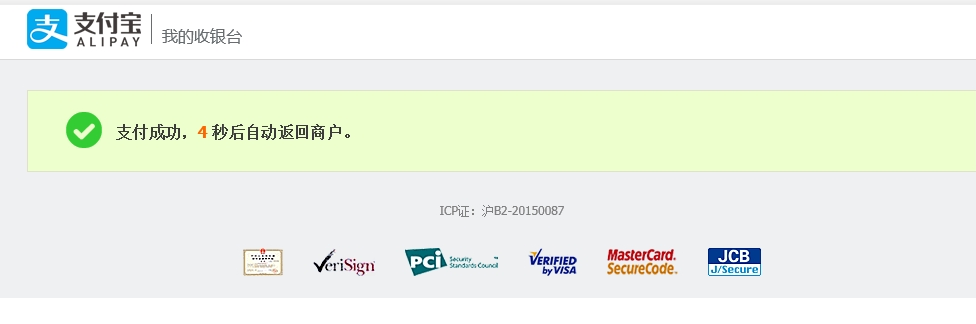 支付宝
ALIPAY
我的收银台
支付成功，4 秒后自动返回商户。
ICP证：沪B2-20150087
VeriSign
PCI Security
Standards Council
VERIFIED
by VISA
MasterCard.
SecureCode.
JCB
J/Secure